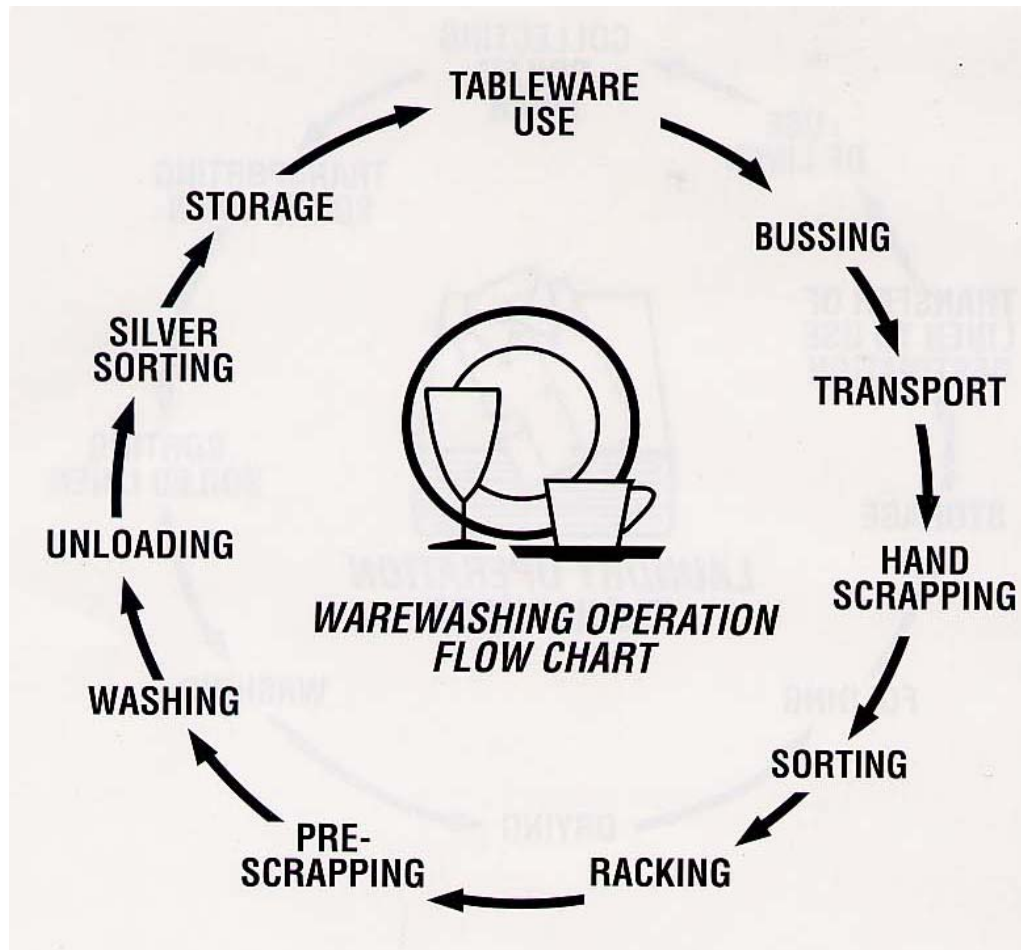 TABLEWARE
USE
BUSSING
TRANSPORT
HAND
SCRAPPING
SORTING
RACKING
PRE-
SCRAPPING
WASHING
UNLOADING
SILVER
SORTING
STORAGE
WAREWASHING OPERATION
FLOW CHART